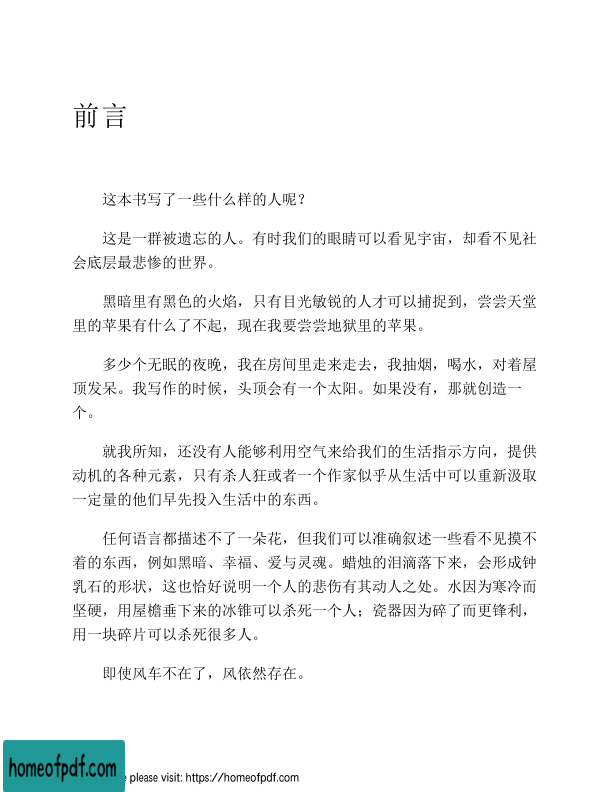 前言
这本书写了一些什么样的人呢？
这是一群被遗忘的人。有时我们的眼睛可以看见宇宙，却看不见社
会底层最悲惨的世界。
黑暗里有黑色的火焰，只有目光敏锐的人才可以捕捉到，尝尝天堂
里的苹果有什么了不起，现在我要尝尝地狱里的苹果。
多少个无眠的夜晚，我在房间里走来走去，我抽烟，喝水，对着屋
顶发呆。我写作的时候，头顶会有一个太阳。如果没有，那就创造一
个。
就我所知，还没有人能够利用空气来给我们的生活指示方向，提供
动机的各种元素，只有杀人狂或者一个作家似乎从生活中可以重新汲取
一定量的他们早先投入生活中的东西。
任何语言都描述不了一朵花，但我们可以准确叙述一些看不见摸不
着的东西，例如黑暗、幸福、爱与灵魂。蜡烛的泪滴落下来，会形成钟
乳石的形状，这也恰好说明一个人的悲伤有其动人之处。水因为寒冷而
坚硬，用屋檐垂下来的冰锥可以杀死一个人；瓷器因为碎了而更锋利，
用一块碎片可以杀死很多人。
即使风车不在了，风依然存在。
homeofpdf.com
e please visit: https://homeofpdf.com